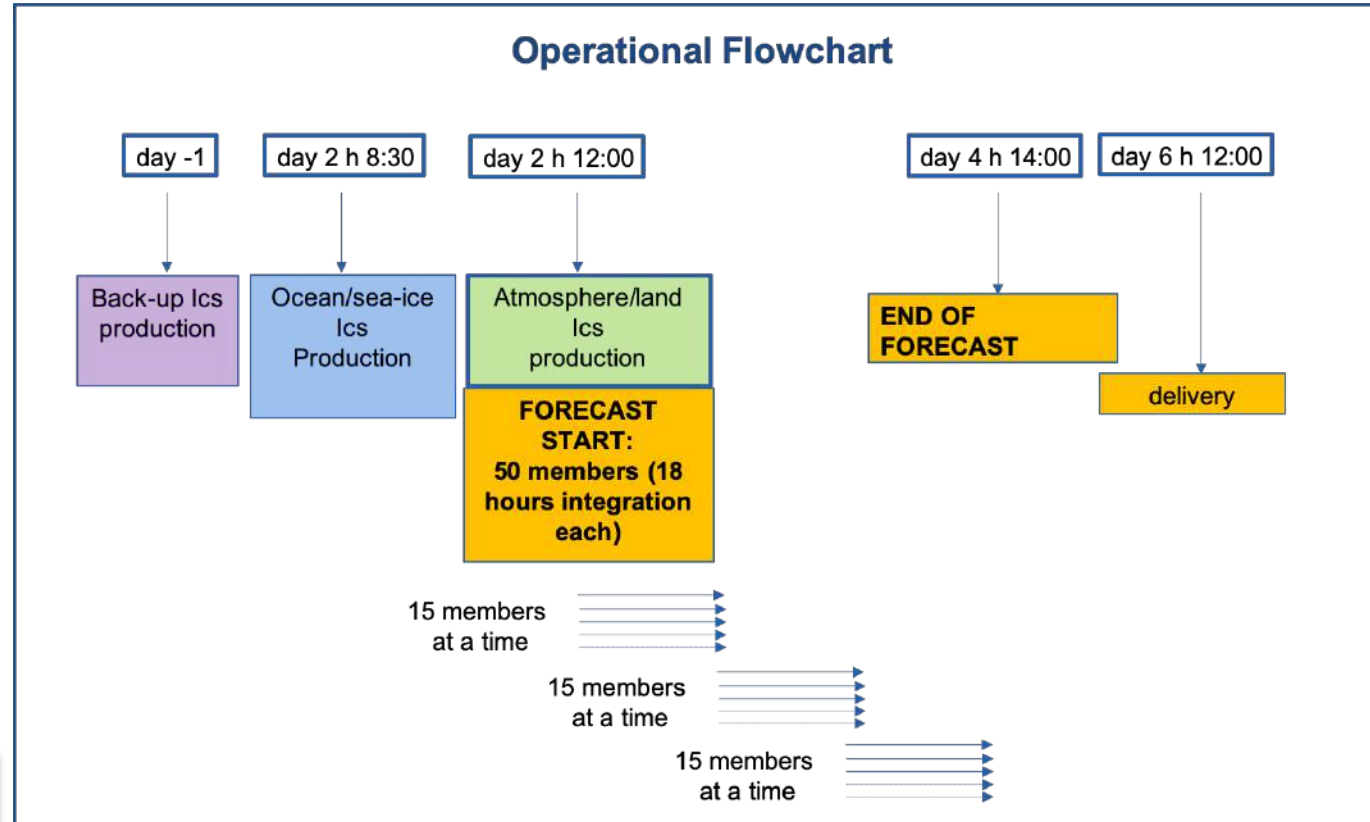 Operational Flowchart
day -1
day 2 h 8:30
day 2 h 12:00
day 4 h 14:00
day 6 h 12:00
Back-up Ics
production
Ocean/sea-ice
Ics
Production
Atmosphere/land
Ics
production
FORECAST
START:
50 members (18
hours integration
each)
END OF
FORECAST
delivery
15 members
at a time
15 members
at a time
15 members
at a time